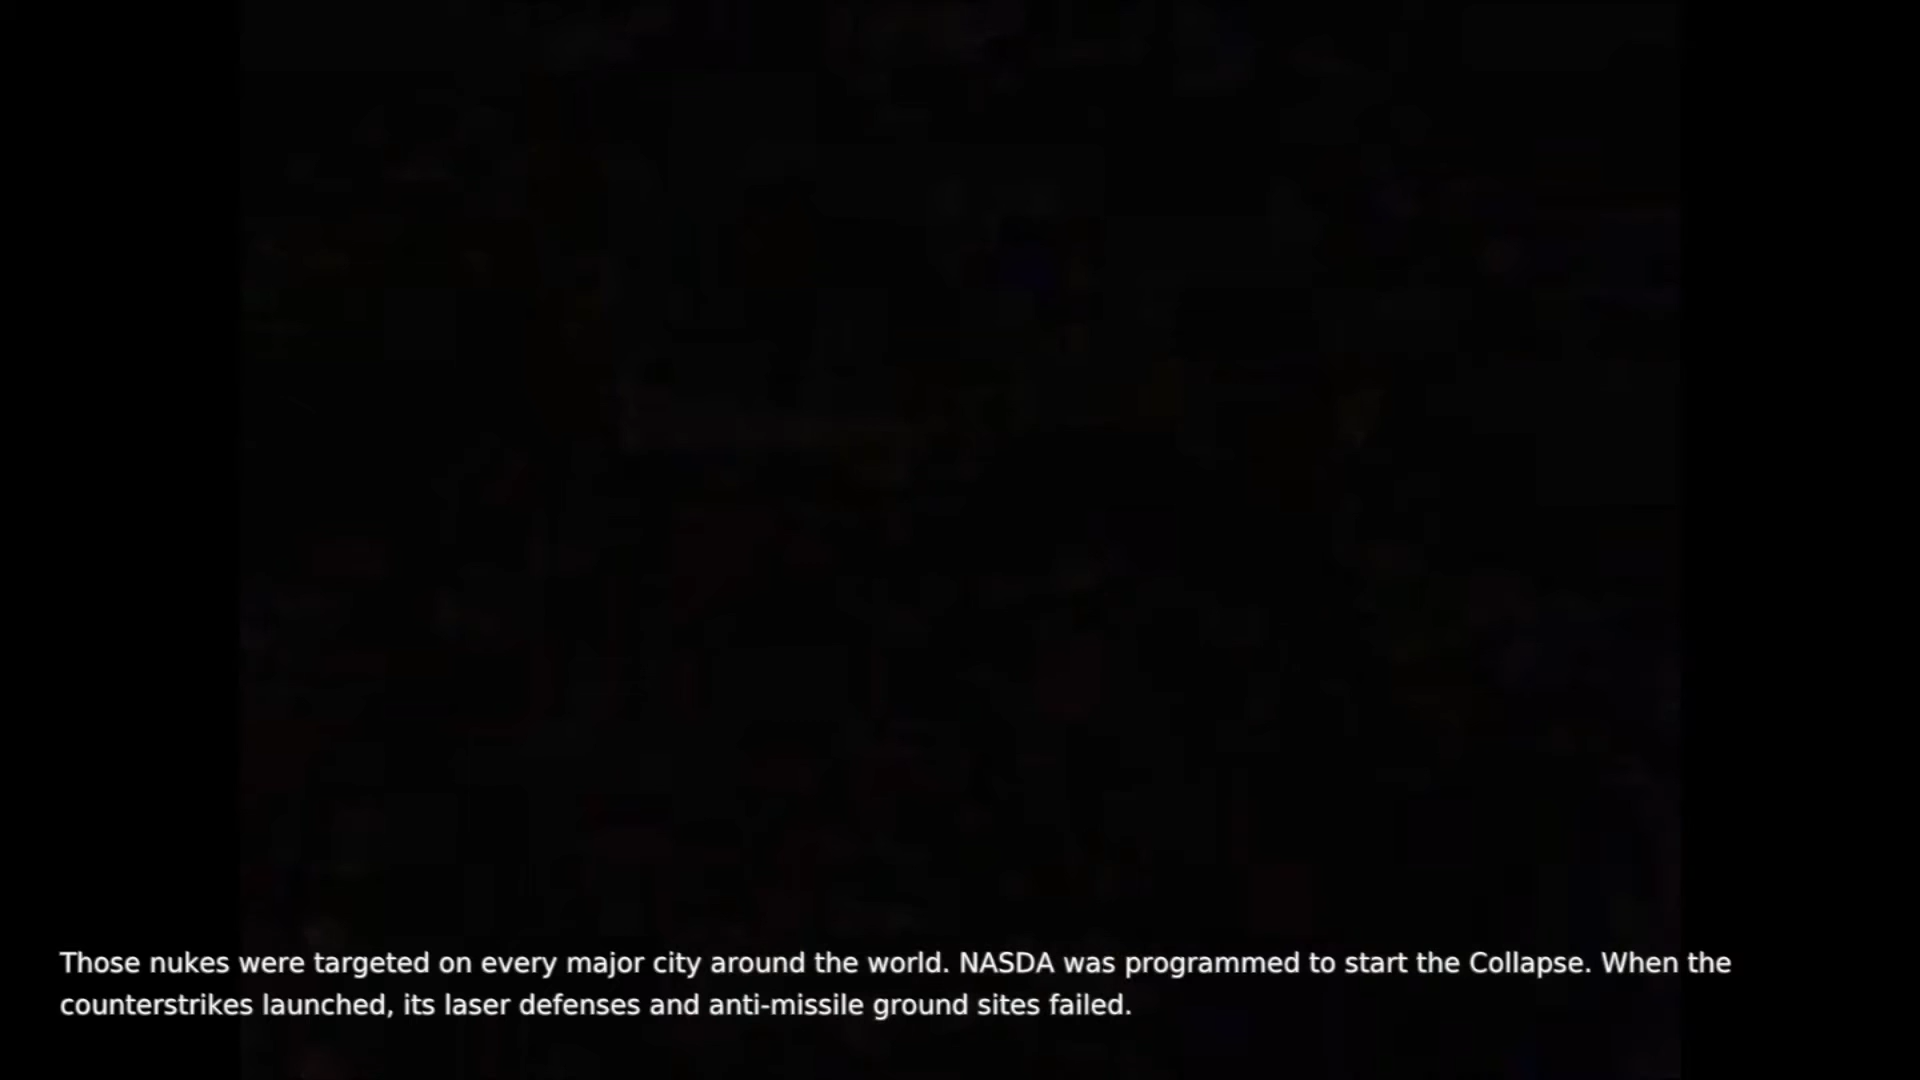 Those nukes were targeted on every major city around the world. NASDA was programmed to start the Collapse. When the
counterstrikes launched, its laser defenses and anti-missile ground sites failed.